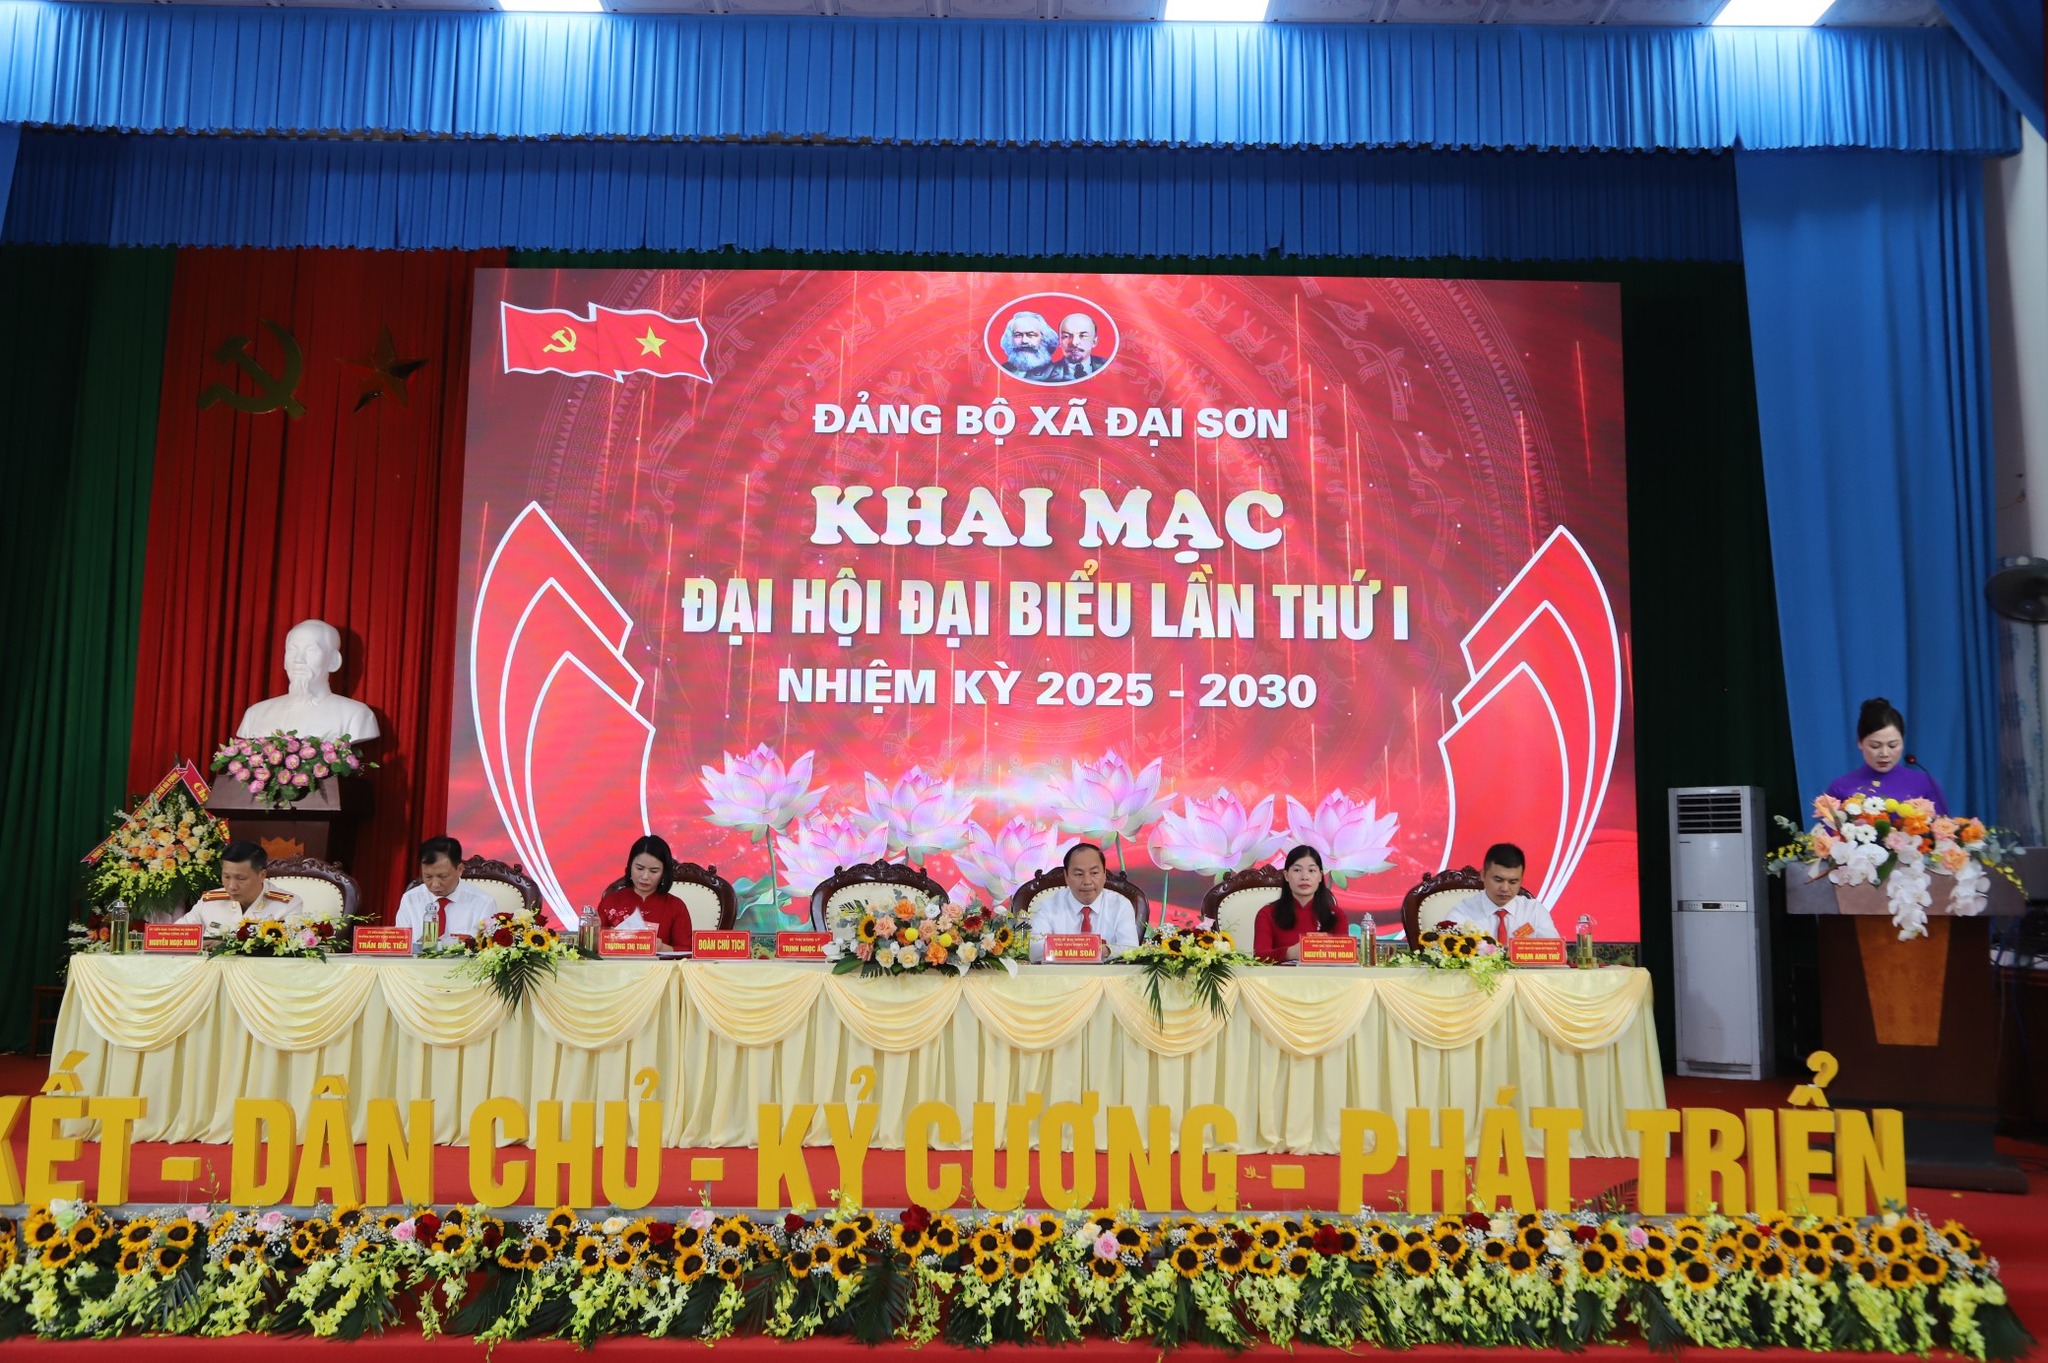 ĐẢNG BỘ XÃ ĐẠI SƠN
KHAI MẠC
ĐẠI HỘI ĐẠI BIỂU LẦN THỨ I
NHIỆM KỲ 2025 - 2030
NGUYỄN NGỌC HOAN
TRẦN ĐỨC TIẾN
TRƯƠNG THỊ TOAN
ĐOÀN CHỦ TỊCH
TRỊNH NGỌC
ĐÀO VĂN SOÁI
NGUYỄN THỊ HOAN
PHẠM ANH THƯ
KẾT - DÂN CHỦ - KỶ CƯƠNG - PHÁT TRIỂN